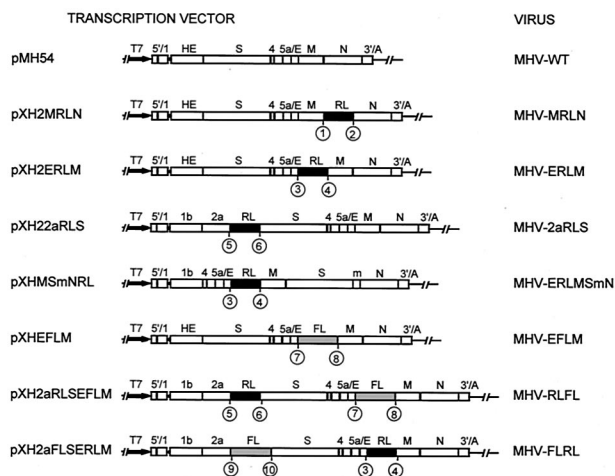 TRANSCRIPTION VECTOR VIRUS
T7 5'/1 HE S 4 5a/E M N 3'/A
pMH54 MHV-WT
T7 5'/1 HE S 4 5a/E M RL N 3'/A
pXH2MRLN MHV-MRLN
1 2
T7 5'/1 HE S 4 5a/E RL M N 3'/A
pXH2ERLM MHV-ERLM
3 4
T7 5'/1 1b 2a RL S 4 5a/E M N 3'/A
pXH22aRLS MHV-2aRLS
5 6
T7 5'/1 1b 4 5a/E RL M S m N 3'/A
pXHMSmNRL MHV-ERLMSmN
3 4
T7 5'/1 HE S 4 5a/E FL M N 3'/A
pXHEFLM MHV-EFLM
7 8
T7 5'/1 1b 2a RL S 4 5a/E FL M N 3'/A
pXH2aRLSEFLM MHV-RLFL
5 6 7 8
T7 5'/1 1b 2a FL S 4 5a/E RL M N 3'/A
pXH2aFLSERLM MHV-FLRL
9 10 3 4